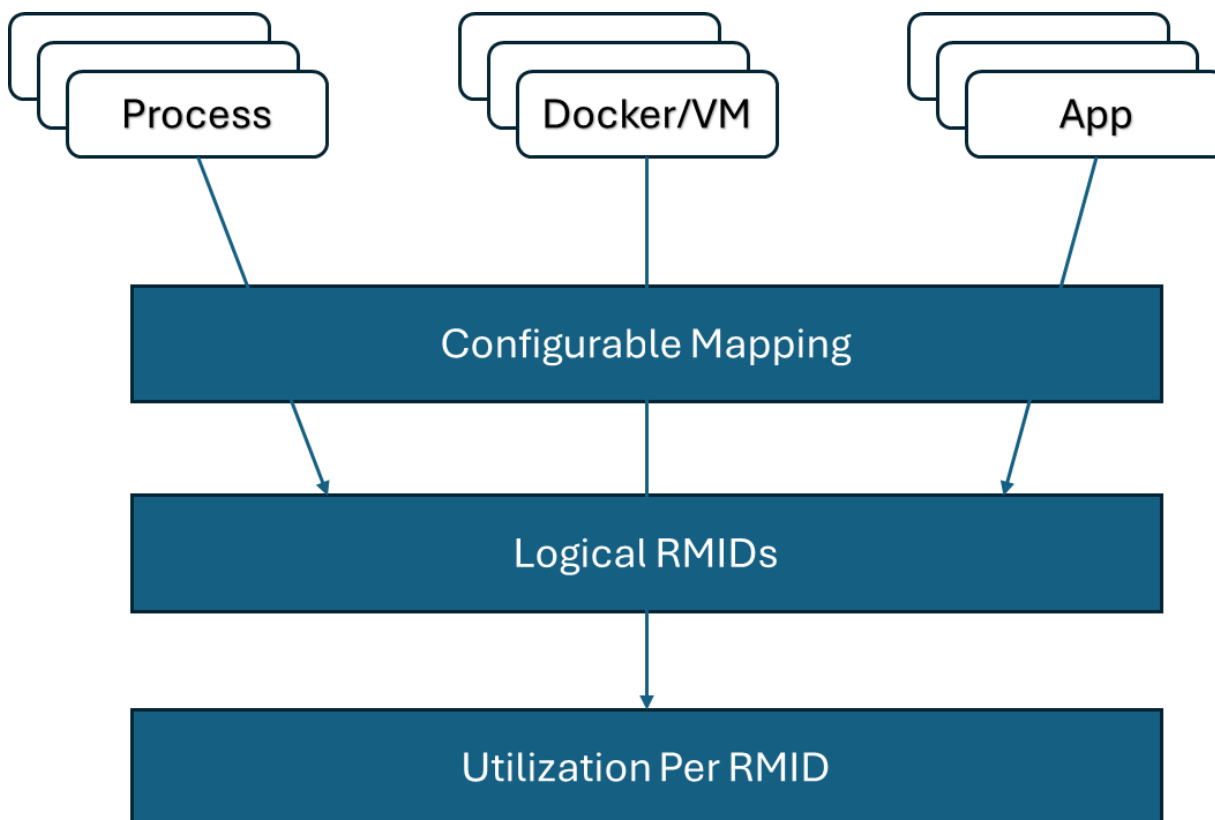 Process
Docker/VM
App
Configurable Mapping
Logical RMIDs
Utilization Per RMID